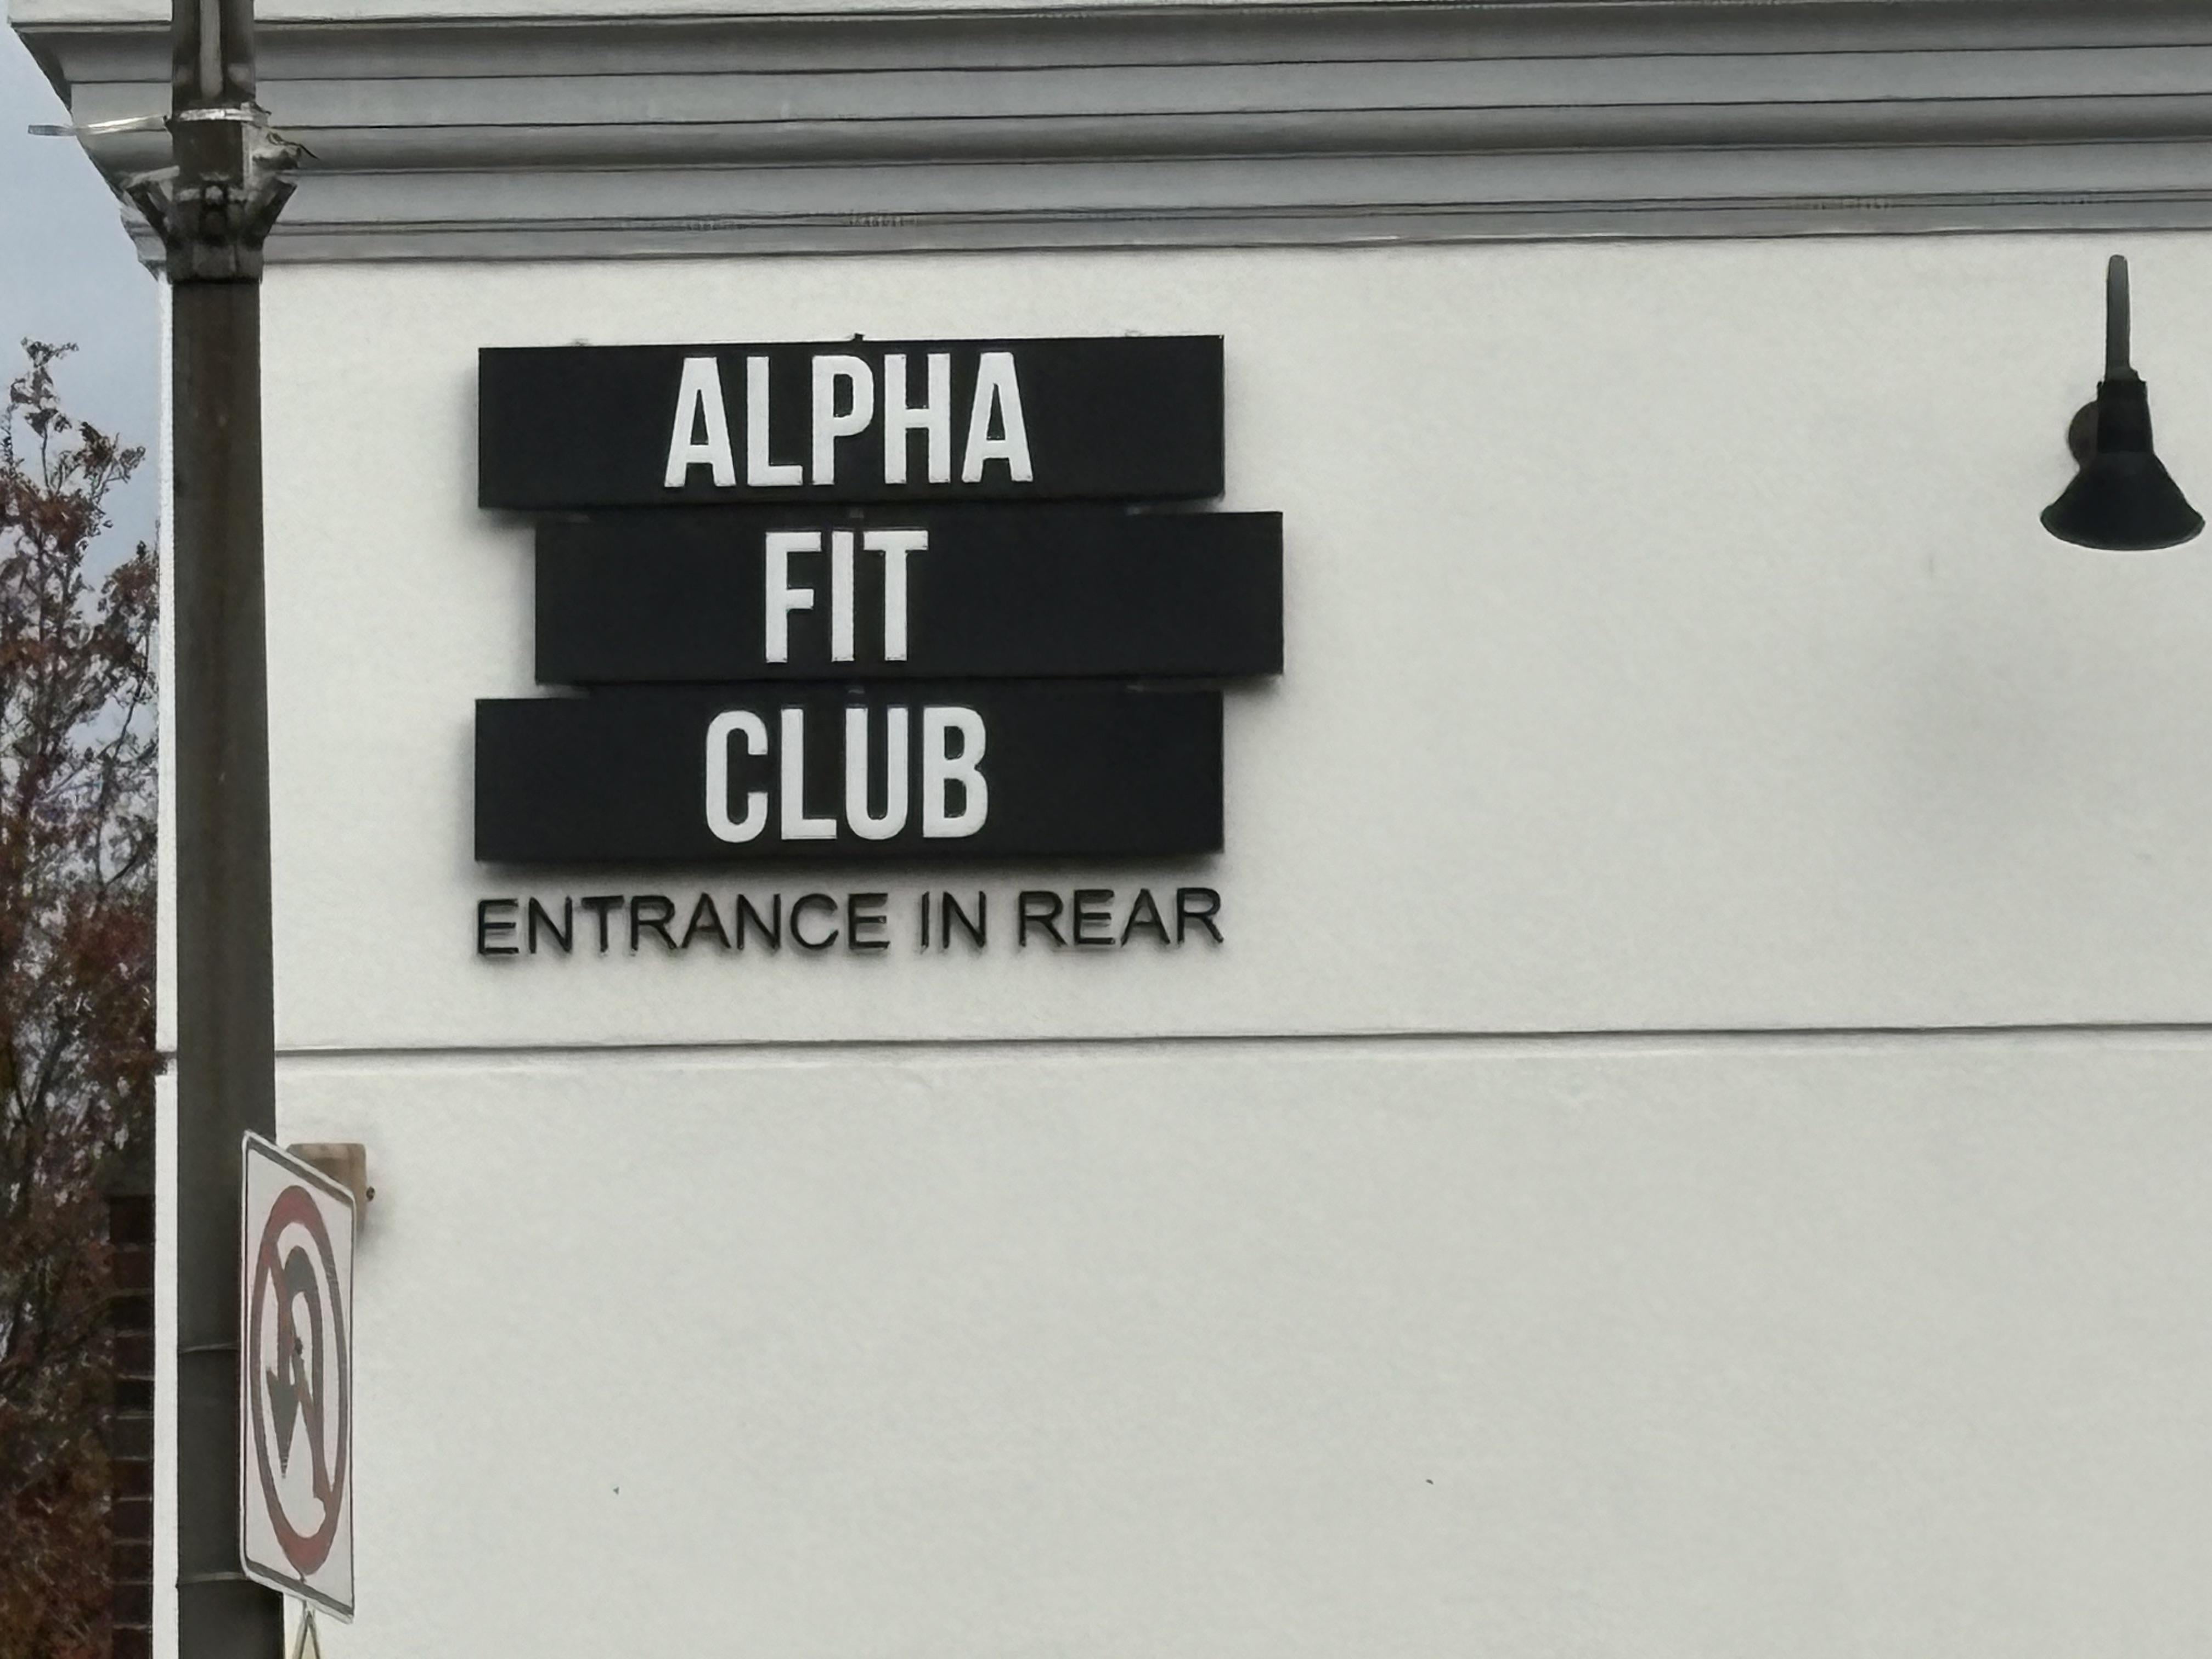 ALPHA
FIT
CLUB
ENTRANCE IN REAR